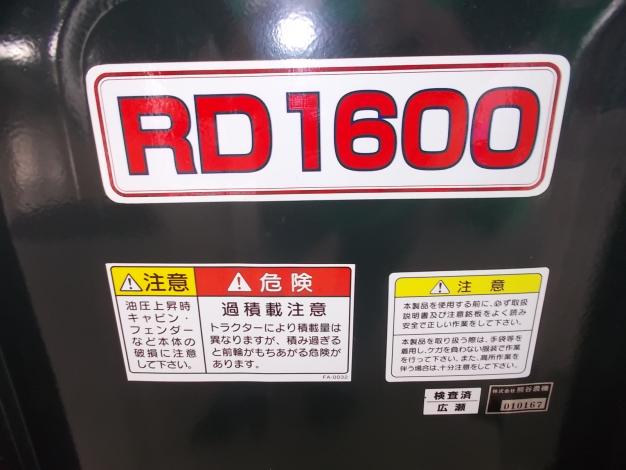 RD1600
注意
油圧上昇時
キャビン・
フェンダー
など本体の
破損に注意
して下さい。
危険
過積載注意
トラクターにより積載量は
異なりますが、積み過ぎる
と前輪がもちあがる危険が
あります。
FA-0032
注意
本製品を使用する前に、必ず取扱
説明書及び注意銘板をよく読み
安全で正しい作業をして下さい。
本製品を取り扱う際は、手袋等を
着用し、ケガを負わない服装で作業
を行って下さい。また、高所作業を
伴う場合は、十分注意をして下さい。
検査済
広瀬
株式会社 熊谷農機
010167